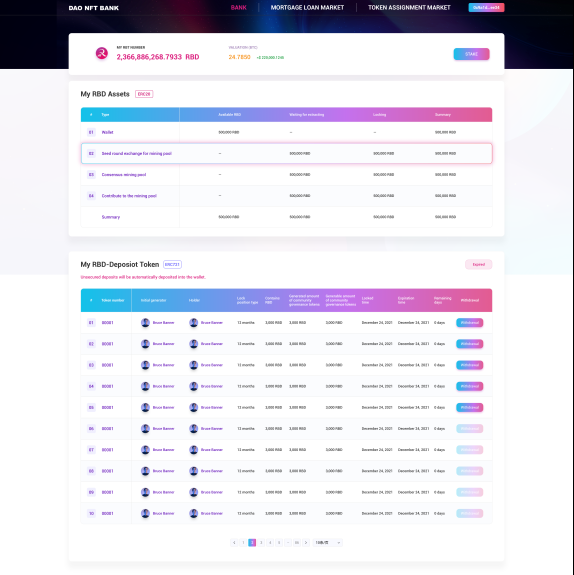 DAO NFT BANK BANK MORTGAGE LOAN MARKET TOKEN ASSIGNMENT MARKET
MY NET NUMBER VALUATION (BTC)
2,366,886,268.7933 RBD 24.7850 STAKE
My RBD Assets ERC20
# Type Available RBD Waiting for extracting Locking Summary
01 Wallet 500,000 RBD -- -- 500,000 RBD
02 Seed round exchange for mining pool -- 500,000 RBD 500,000 RBD 500,000 RBD
03 Consensus mining pool -- 500,000 RBD 500,000 RBD 500,000 RBD
04 Contribute to the mining pool -- 500,000 RBD 500,000 RBD 500,000 RBD
Summary 500,000 RBD 500,000 RBD 500,000 RBD 500,000 RBD
My RBD-Deposiot Token ERC721 Expired
Unsecured deposits will be automatically deposited into the wallet.
# Token number Initial generator Holder Lock position type Contains RBD Generated amount of community governance tokens Generable amount of community governance tokens Locked time Expiration time Remaining days Withdrawal
01 00001 Bruce Banner Bruce Banner 12 months 3,000 RBD 3,000 RBD 3,000 RBD December 24, 2021 December 24, 2021 0 days Withdrawal
02 00001 Bruce Banner Bruce Banner 12 months 3,000 RBD 3,000 RBD 3,000 RBD December 24, 2021 December 24, 2021 0 days Withdrawal
03 00001 Bruce Banner Bruce Banner 12 months 3,000 RBD 3,000 RBD 3,000 RBD December 24, 2021 December 24, 2021 0 days Withdrawal
04 00001 Bruce Banner Bruce Banner 12 months 3,000 RBD 3,000 RBD 3,000 RBD December 24, 2021 December 24, 2021 0 days Withdrawal
05 00001 Bruce Banner Bruce Banner 12 months 3,000 RBD 3,000 RBD 3,000 RBD December 24, 2021 December 24, 2021 0 days Withdrawal
06 00001 Bruce Banner Bruce Banner 12 months 3,000 RBD 3,000 RBD 3,000 RBD December 24, 2021 December 24, 2021 0 days Withdrawal
07 00001 Bruce Banner Bruce Banner 12 months 3,000 RBD 3,000 RBD 3,000 RBD December 24, 2021 December 24, 2021 0 days Withdrawal
08 00001 Bruce Banner Bruce Banner 12 months 3,000 RBD 3,000 RBD 3,000 RBD December 24, 2021 December 24, 2021 0 days Withdrawal
09 00001 Bruce Banner Bruce Banner 12 months 3,000 RBD 3,000 RBD 3,000 RBD December 24, 2021 December 24, 2021 0 days Withdrawal
10 00001 Bruce Banner Bruce Banner 12 months 3,000 RBD 3,000 RBD 3,000 RBD December 24, 2021 December 24, 2021 0 days Withdrawal
1 2 3 4 5